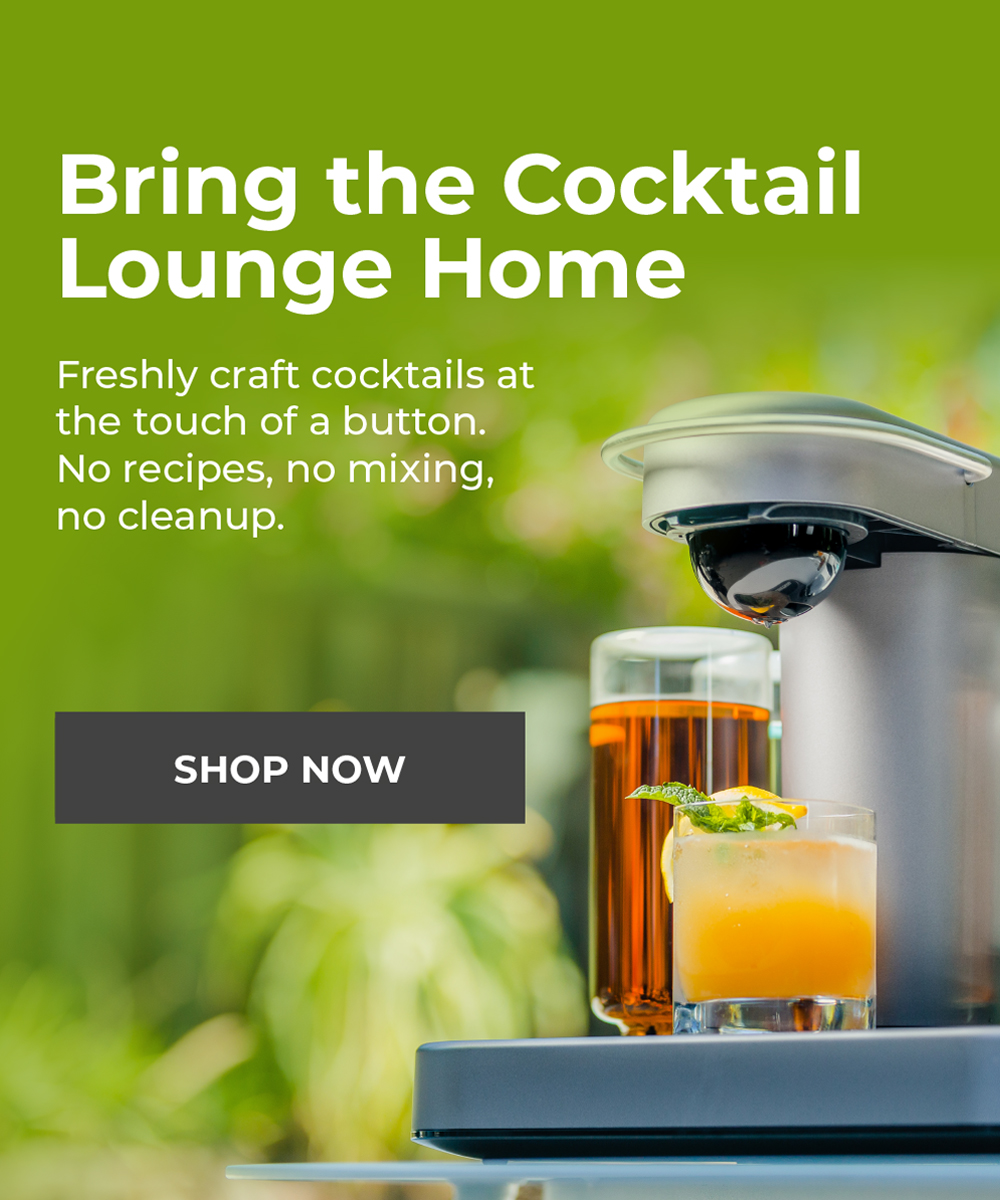 Bring the Cocktail
Lounge Home
Freshly craft cocktails at
the touch of a button.
No recipes, no mixing,
no cleanup.
SHOP NOW